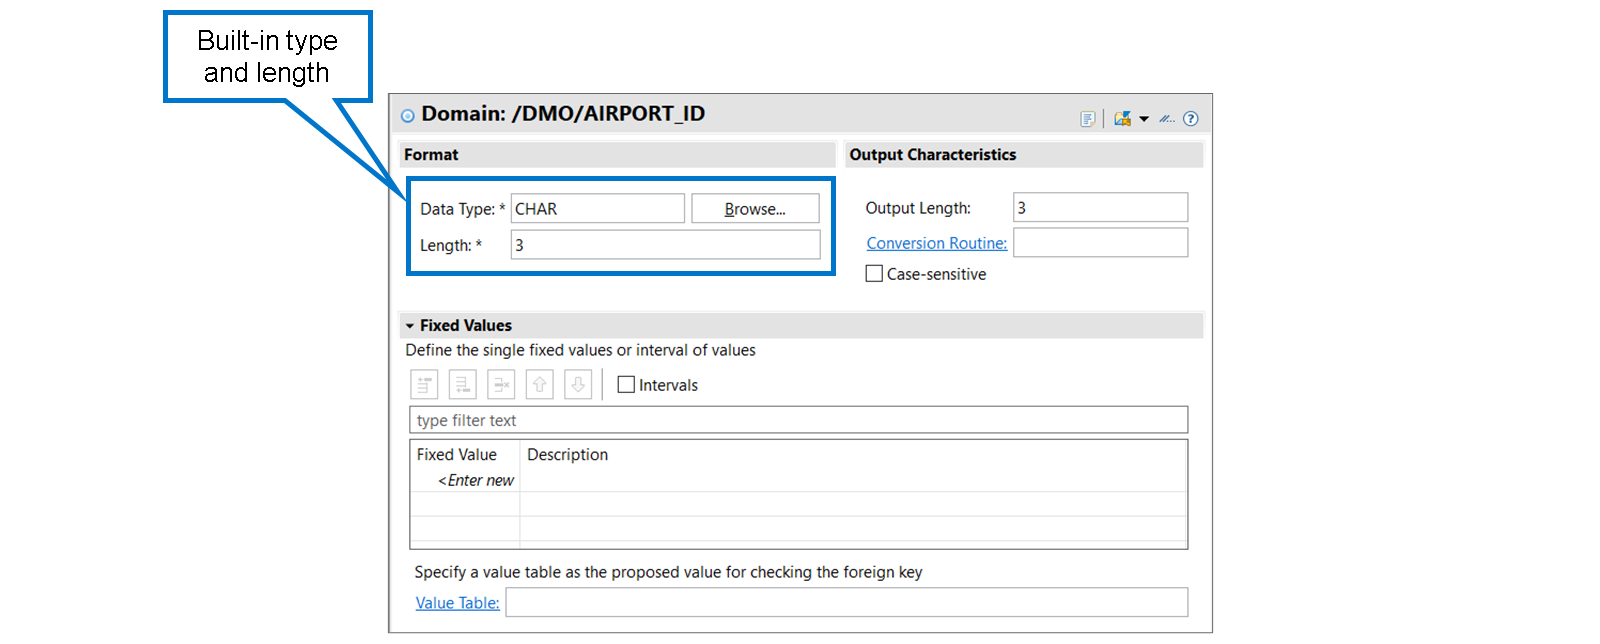 Built-in type
and length
Domain: /DMO/AIRPORT_ID
Format
Data Type: * CHAR Browse...
Length: * 3
Output Characteristics
Output Length: 3
Conversion Routine:
Case-sensitive
Fixed Values
Define the single fixed values or interval of values
Intervals
type filter text
Fixed Value Description
<Enter new
Specify a value table as the proposed value for checking the foreign key
Value Table: